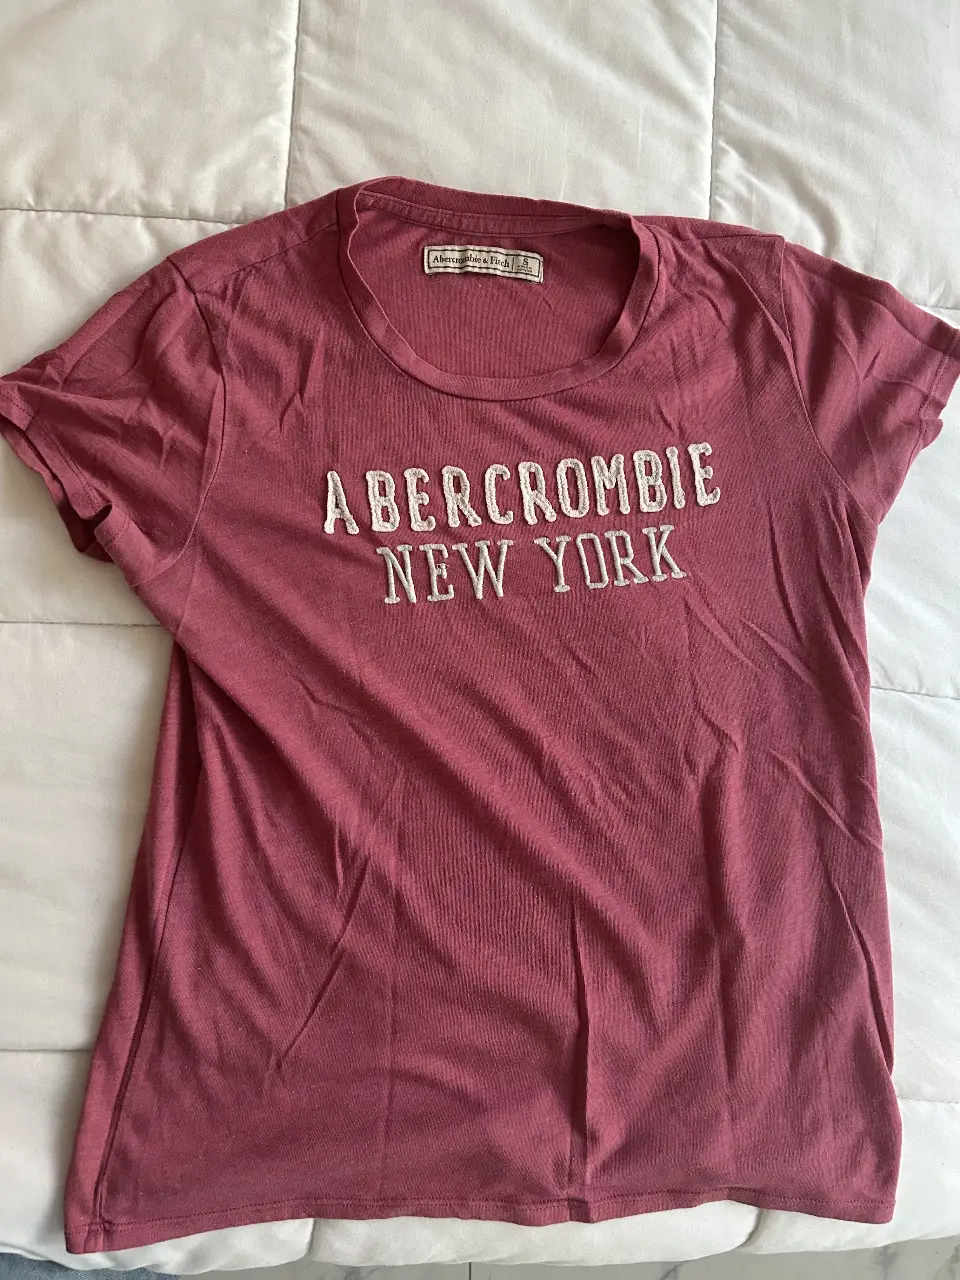 Abercrombie & Fitch
S
ABERCROMBIE
NEW YORK